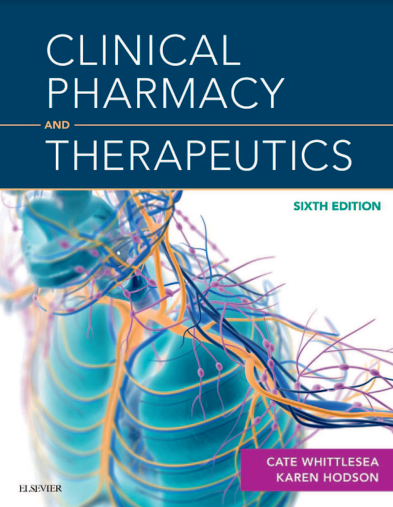 CLINICAL
PHARMACY
AND
THERAPEUTICS
SIXTH EDITION
CATE WHITTLESEA
KAREN HODSON
ELSEVIER